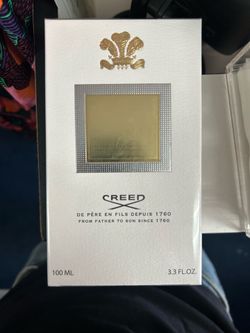 CREED
DE PÈRE EN FILS DEPUIS 1760
FROM FATHER TO SON SINCE 1760
100 ML
3.3 FL.OZ.